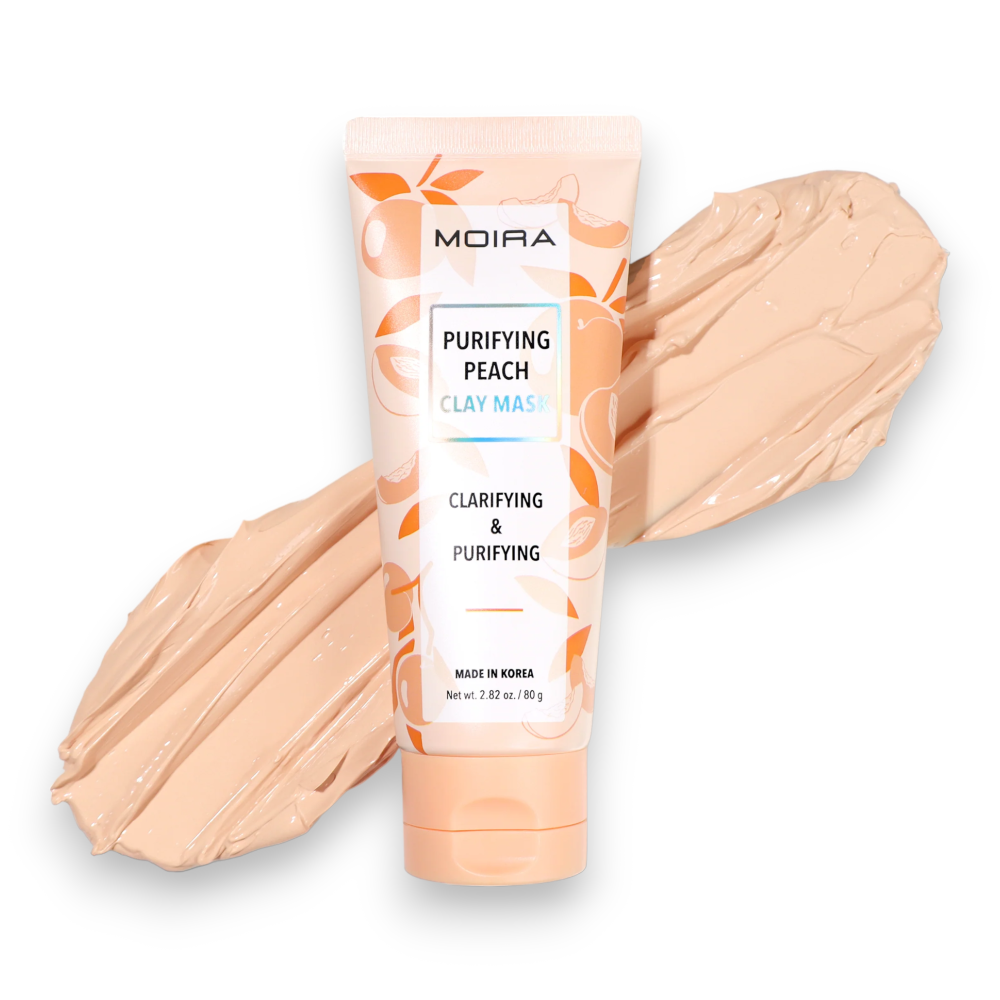 MOIRA
PURIFYING
PEACH
CLAY MASK
CLARIFYING
&
PURIFYING
MADE IN KOREA
Net wt. 2.82 oz. / 80 g